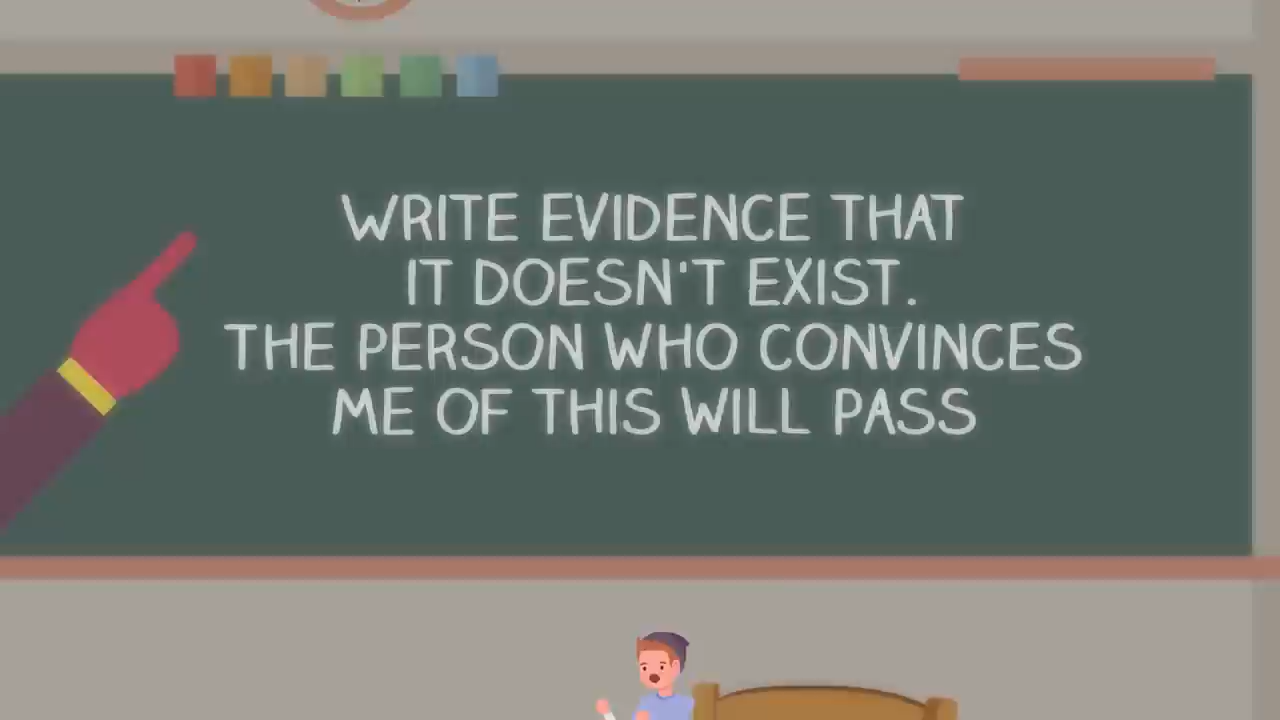 WRITE EVIDENCE THAT
IT DOESN'T EXIST.
THE PERSON WHO CONVINCES
ME OF THIS WILL PASS